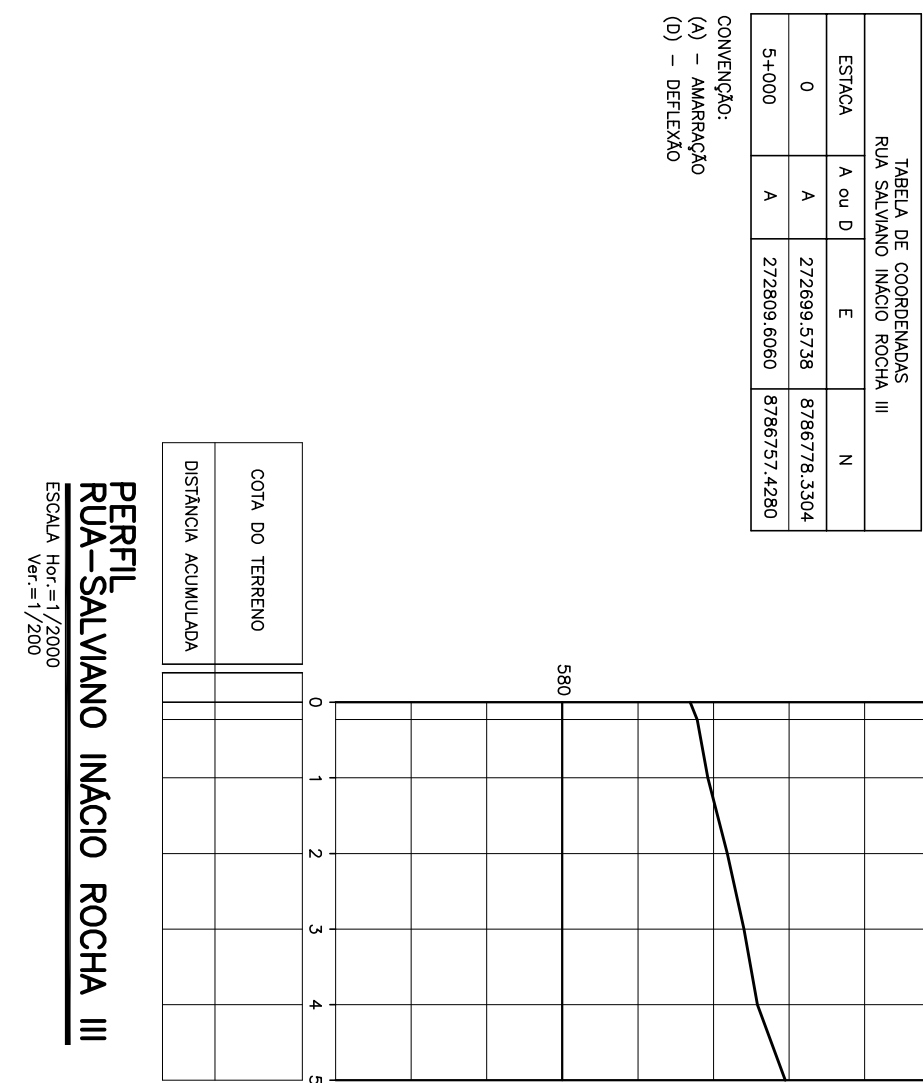 TABELA DE COORDENADAS
RUA SALVIANO INÁCIO ROCHA III
ESTACA A ou D E N
0 A 272699.5738 8786778.3304
5+000 A 272809.6060 8786757.4280
CONVENÇÃO:
(A) - AMARRAÇÃO
(D) - DEFLEXÃO
580
0 1 2 3 4 5
COTA DO TERRENO
DISTÂNCIA ACUMULADA
PERFIL
RUA-SALVIANO INÁCIO ROCHA III
ESCALA Hor.=1/2000
Ver.=1/200